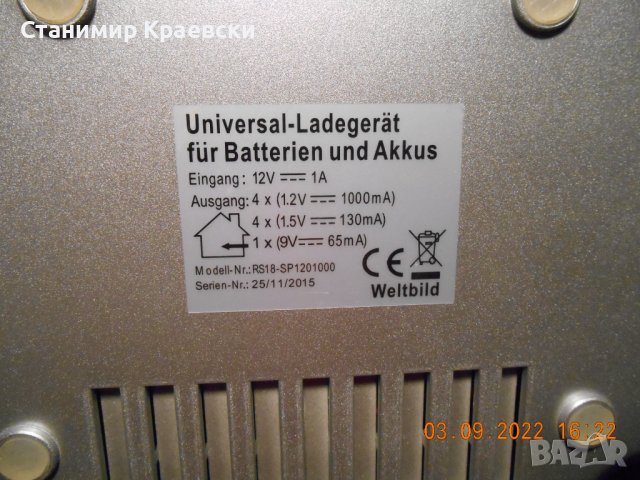 Станимир Краевски
Universal-Ladegerät
für Batterien und Akkus
Eingang: 12V ⎓ 1A
Ausgang: 4 x (1.2V ⎓ 1000mA)
4 x (1.5V ⎓ 130mA)
1 x (9V ⎓ 65mA)
Modell-Nr.: RS18-SP1201000
Serien-Nr.: 25/11/2015
CE
Weltbild
03.09.2022 16:22
BAZAR